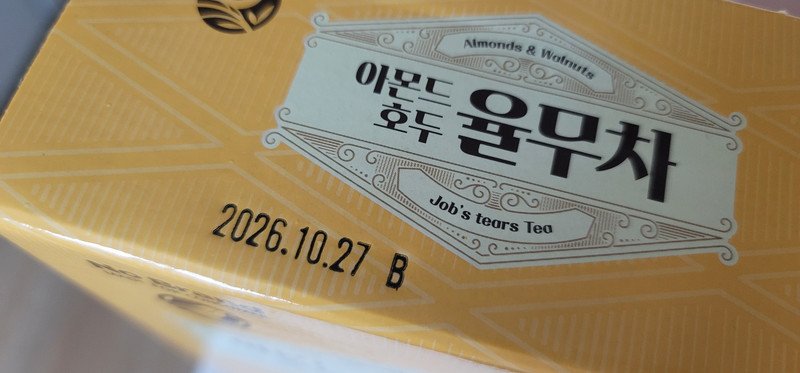 Almonds & Walnuts
아몬드
호두 율무차
Job's tears Tea
2026.10.27 B